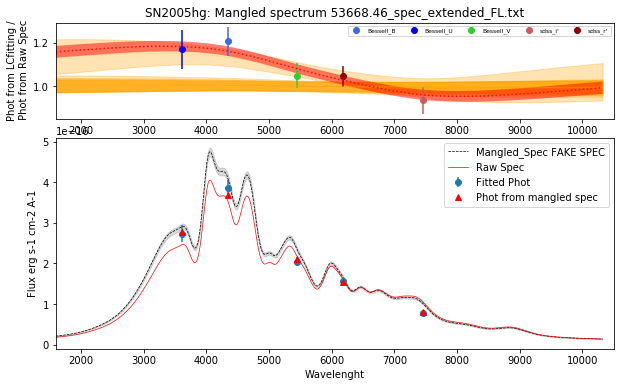 SN2005hg: Mangled spectrum 53668.46_spec_extended_FL.txt
Phot from LCfitting /
Phot from Raw Spec
1.2
1.0
Bessell_B
Bessell_U
Bessell_V
sdss_i'
sdss_r'
2000 3000 4000 5000 6000 7000 8000 9000 10000
Flux erg s-1 cm-2 A-1
5
4
3
2
1
0
Mangled_Spec FAKE SPEC
Raw Spec
Fitted Phot
Phot from mangled spec
2000 3000 4000 5000 6000 7000 8000 9000 10000
Wavelenght